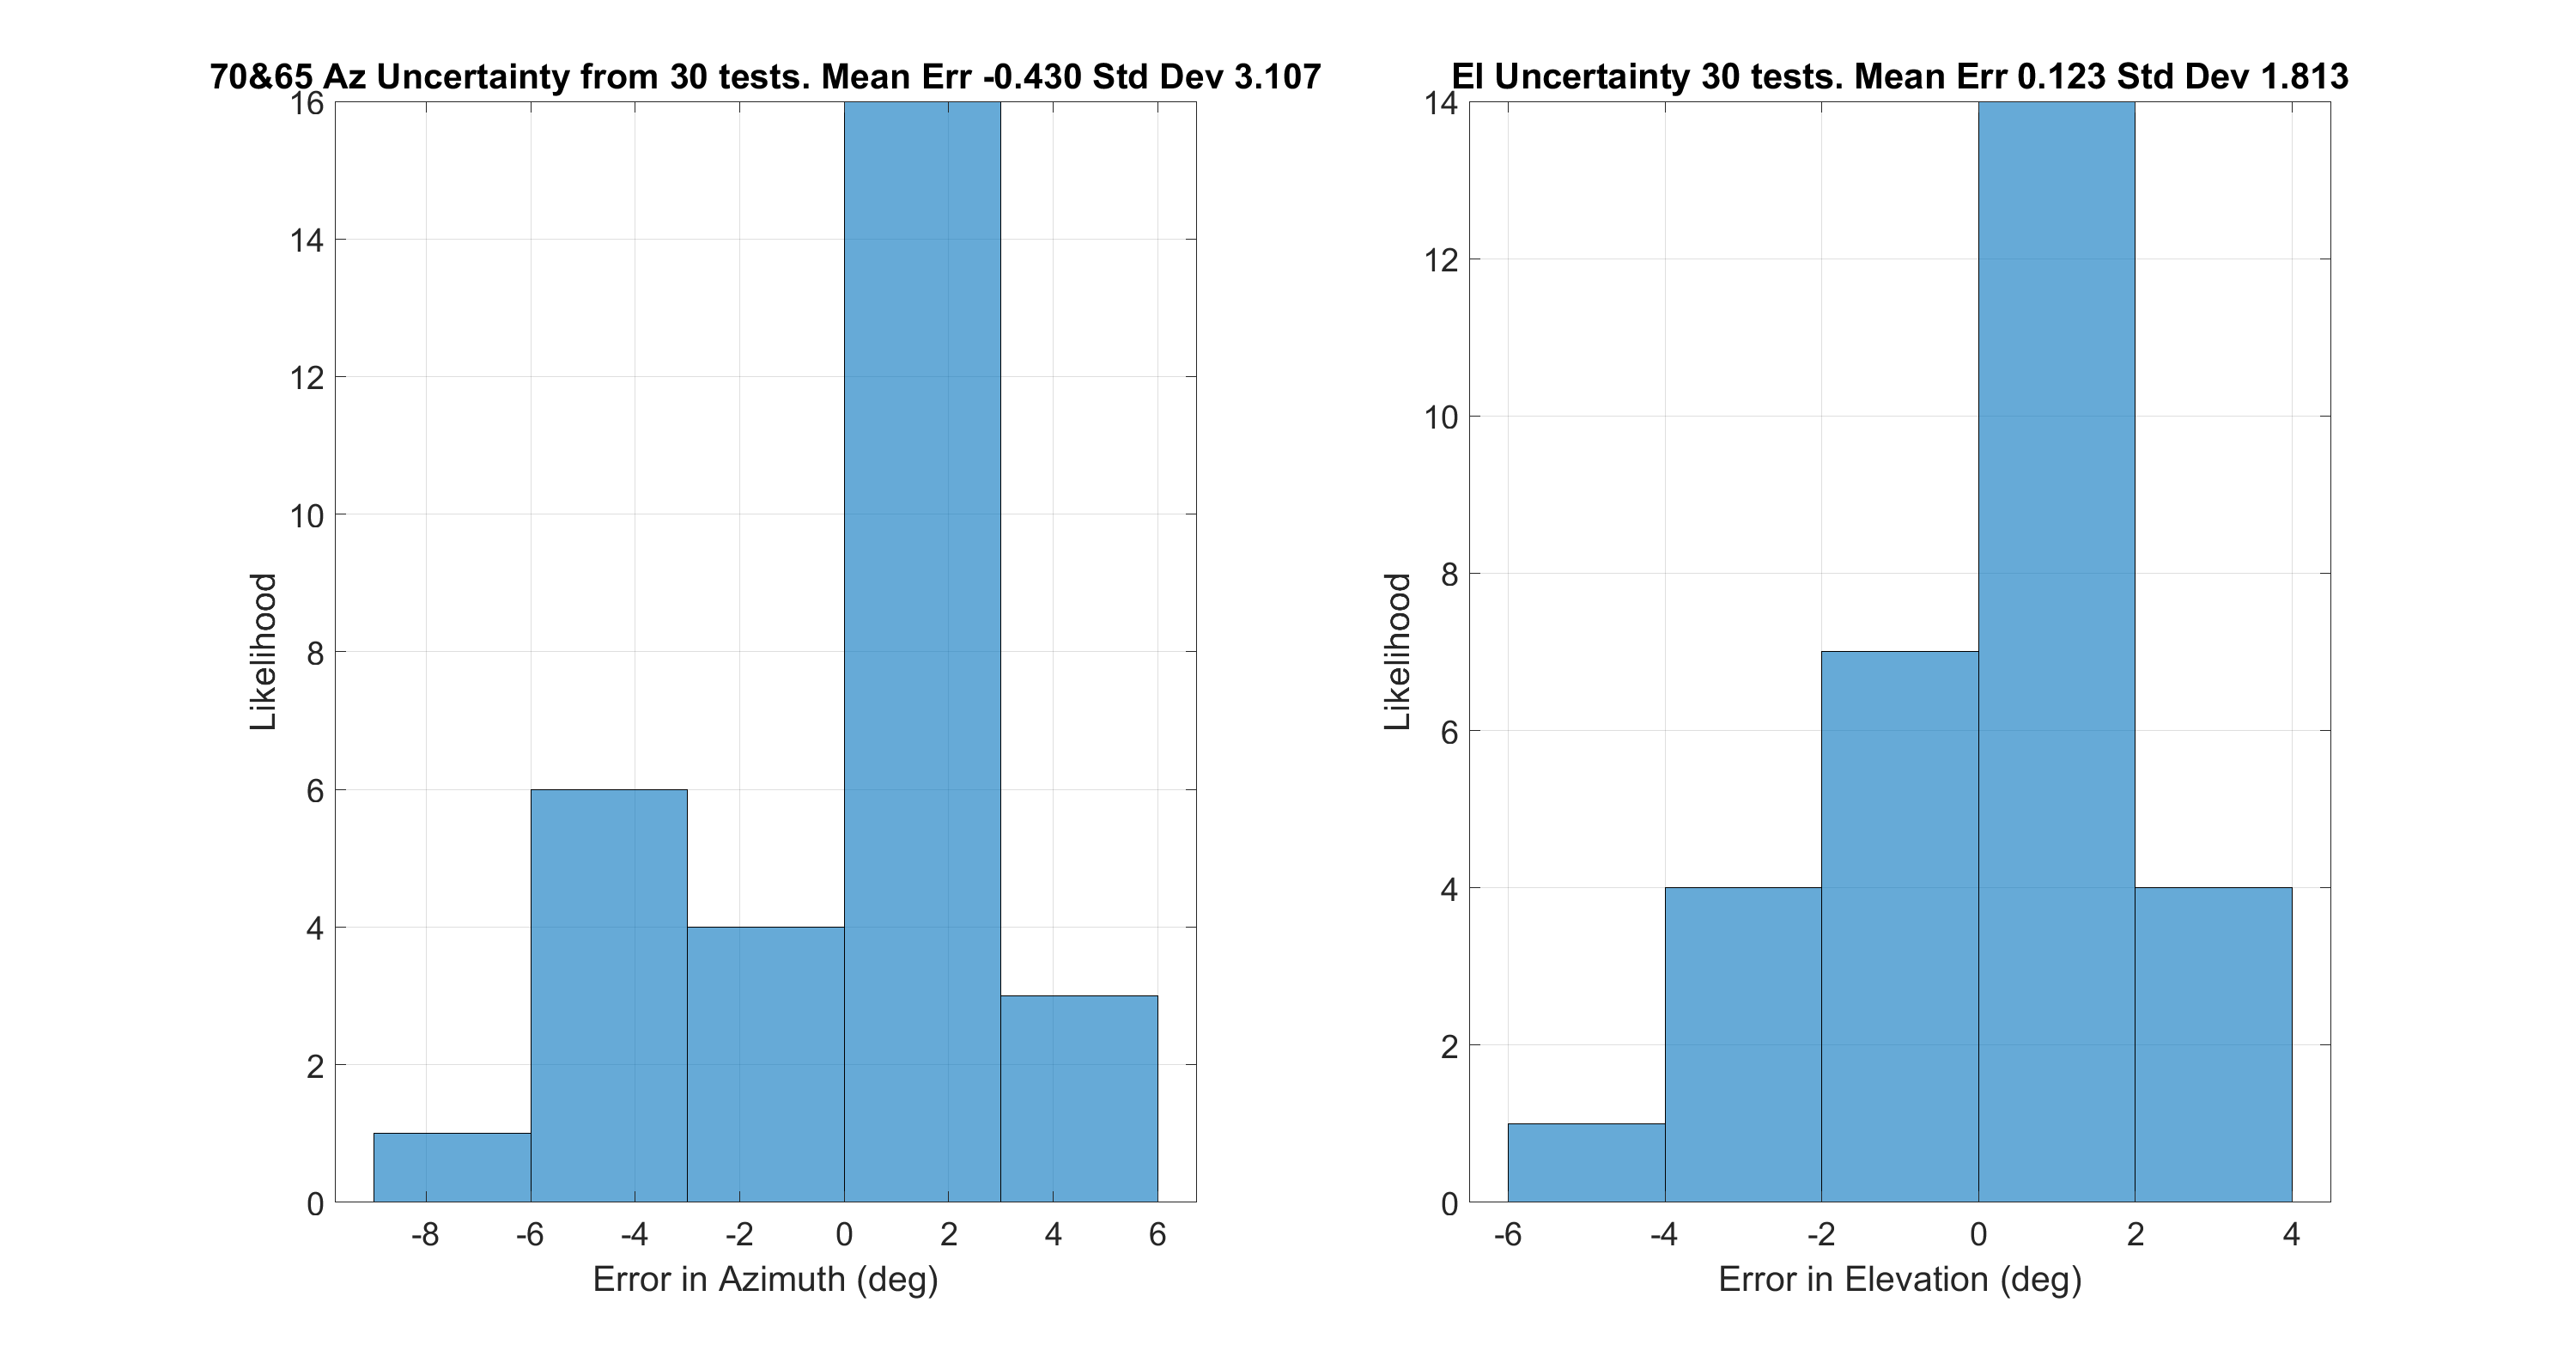 70&65 Az Uncertainty from 30 tests. Mean Err -0.430 Std Dev 3.107
16
14
12
10
8
6
4
2
0
Likelihood
-8 -6 -4 -2 0 2 4 6
Error in Azimuth (deg)
El Uncertainty 30 tests. Mean Err 0.123 Std Dev 1.813
14
12
10
8
6
4
2
0
Likelihood
-6 -4 -2 0 2 4
Error in Elevation (deg)